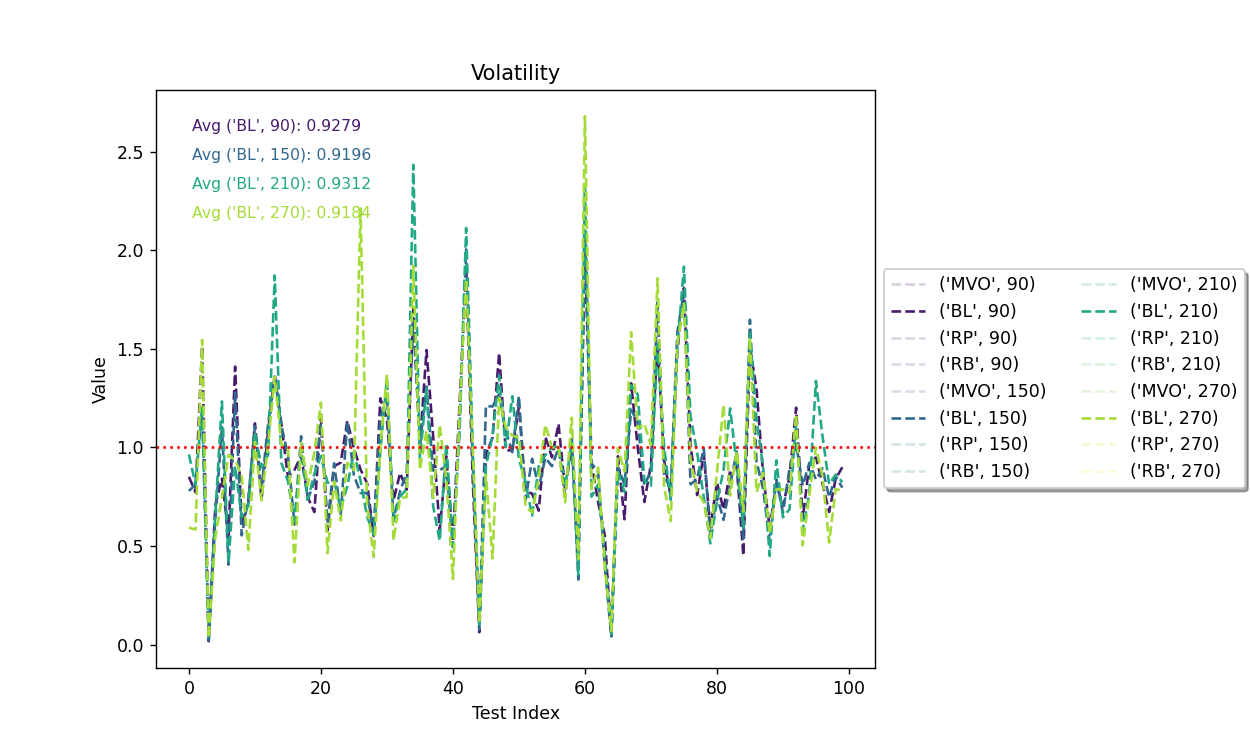 Volatility
Avg ('BL', 90): 0.9279
Avg ('BL', 150): 0.9196
Avg ('BL', 210): 0.9312
Avg ('BL', 270): 0.9184
2.5
2.0
1.5
1.0
0.5
0.0
Value
0 20 40 60 80 100
Test Index
('MVO', 90)
('BL', 90)
('RP', 90)
('RB', 90)
('MVO', 150)
('BL', 150)
('RP', 150)
('RB', 150)
('MVO', 210)
('BL', 210)
('RP', 210)
('RB', 210)
('MVO', 270)
('BL', 270)
('RP', 270)
('RB', 270)